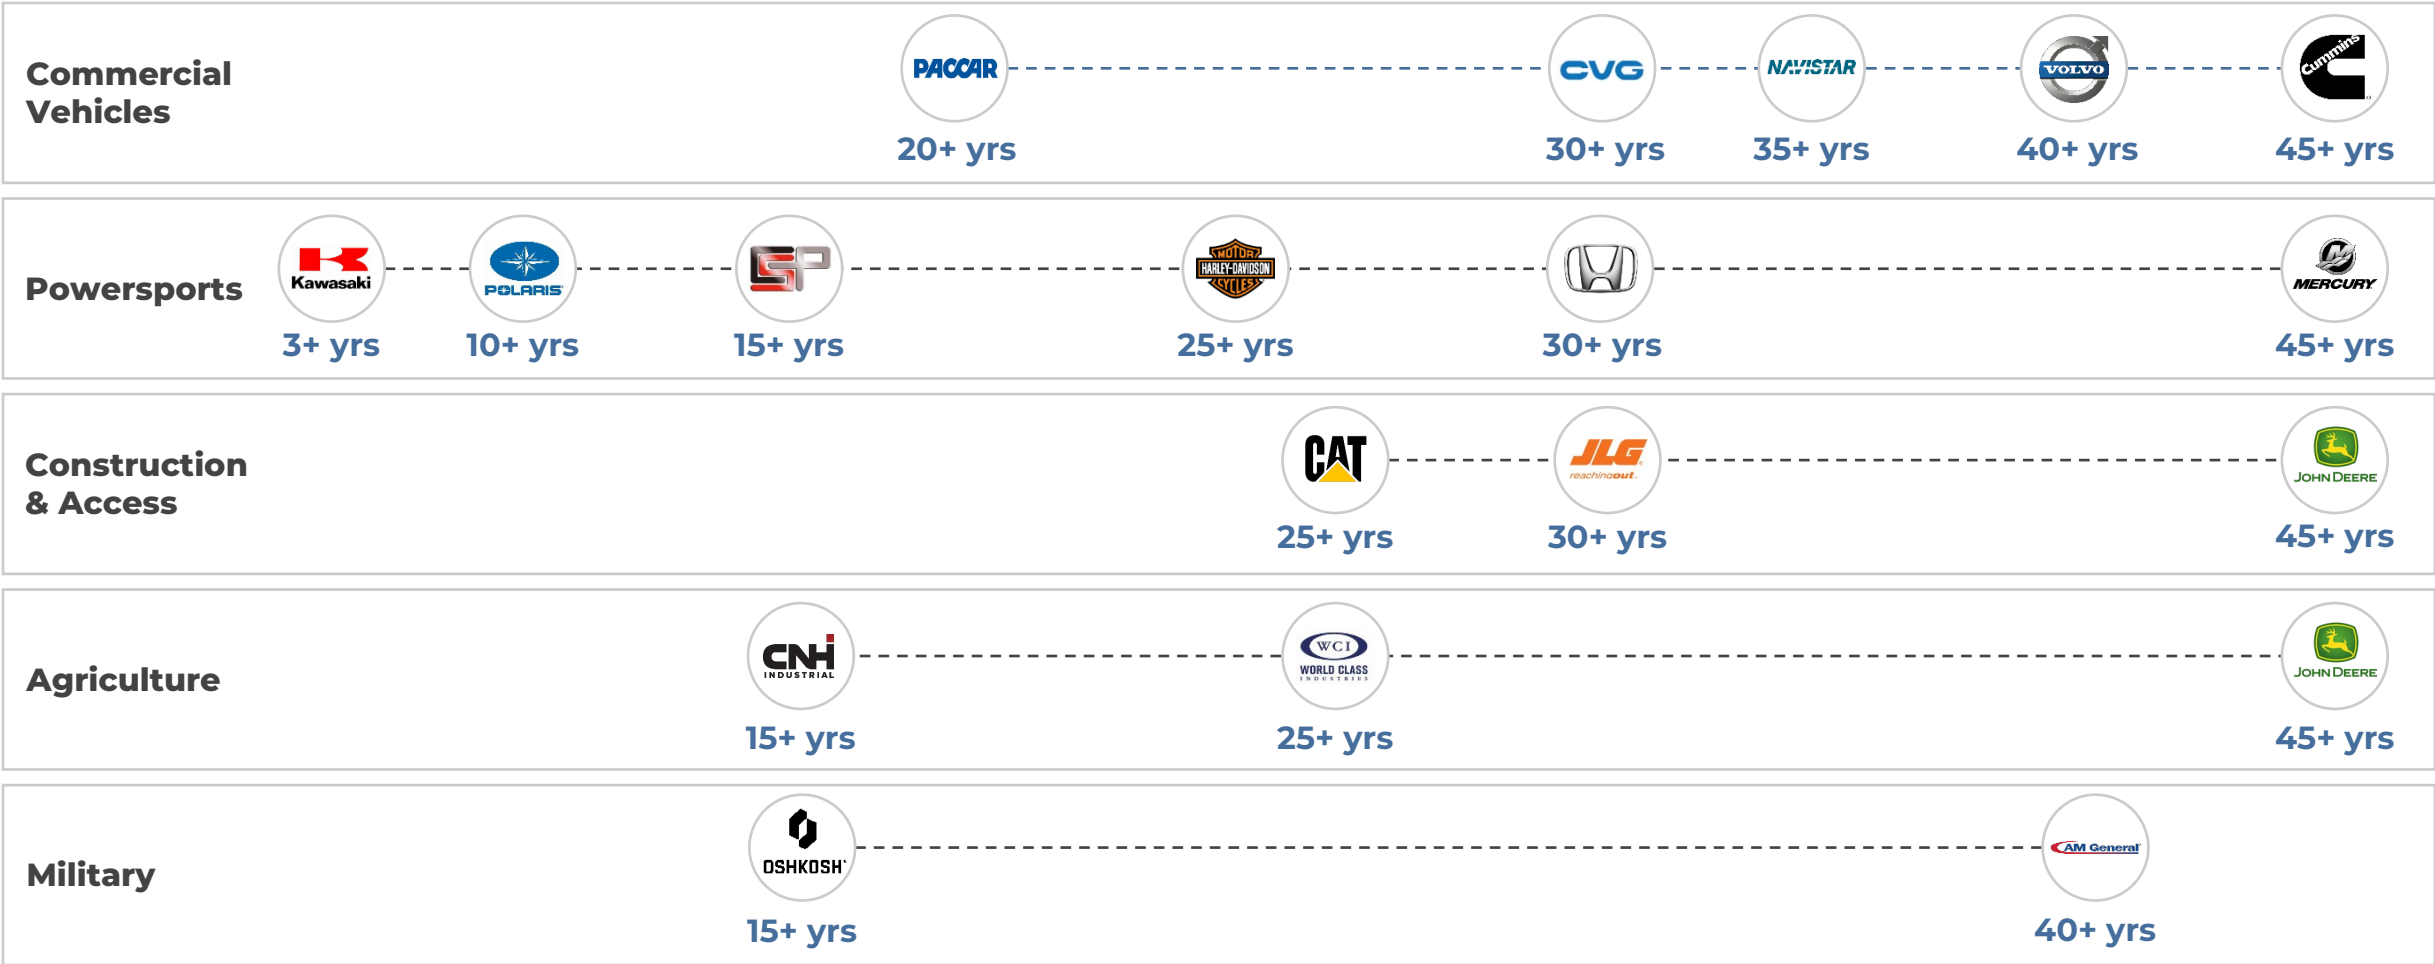 Commercial
Vehicles
PACCAR
CVG
NAVISTAR
VOLVO
Cummins
20+ yrs
30+ yrs
35+ yrs
40+ yrs
45+ yrs
Powersports
Kawasaki
POLARIS
MOTOR
HARLEY-DAVIDSON
CYCLES
MERCURY
3+ yrs
10+ yrs
15+ yrs
25+ yrs
30+ yrs
45+ yrs
Construction
& Access
CAT
JLG
reachingout
JOHN DEERE
25+ yrs
30+ yrs
45+ yrs
Agriculture
CNH
INDUSTRIAL
WCI
WORLD CLASS
INDUSTRIES
JOHN DEERE
15+ yrs
25+ yrs
45+ yrs
Military
OSHKOSH
AM General
15+ yrs
40+ yrs